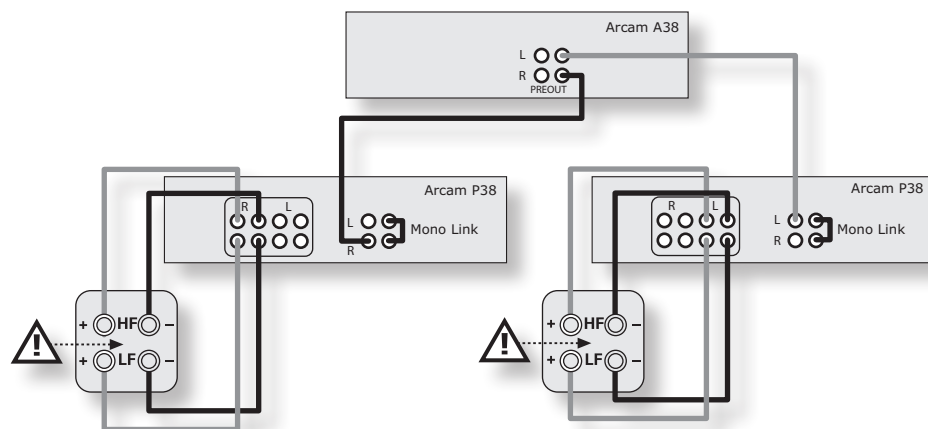 Arcam A38
L
R
PREOUT
Arcam P38
R L
L
Mono Link
R
+ HF –
+ LF –
!
Arcam P38
R L
L
Mono Link
R
+ HF –
+ LF –
!